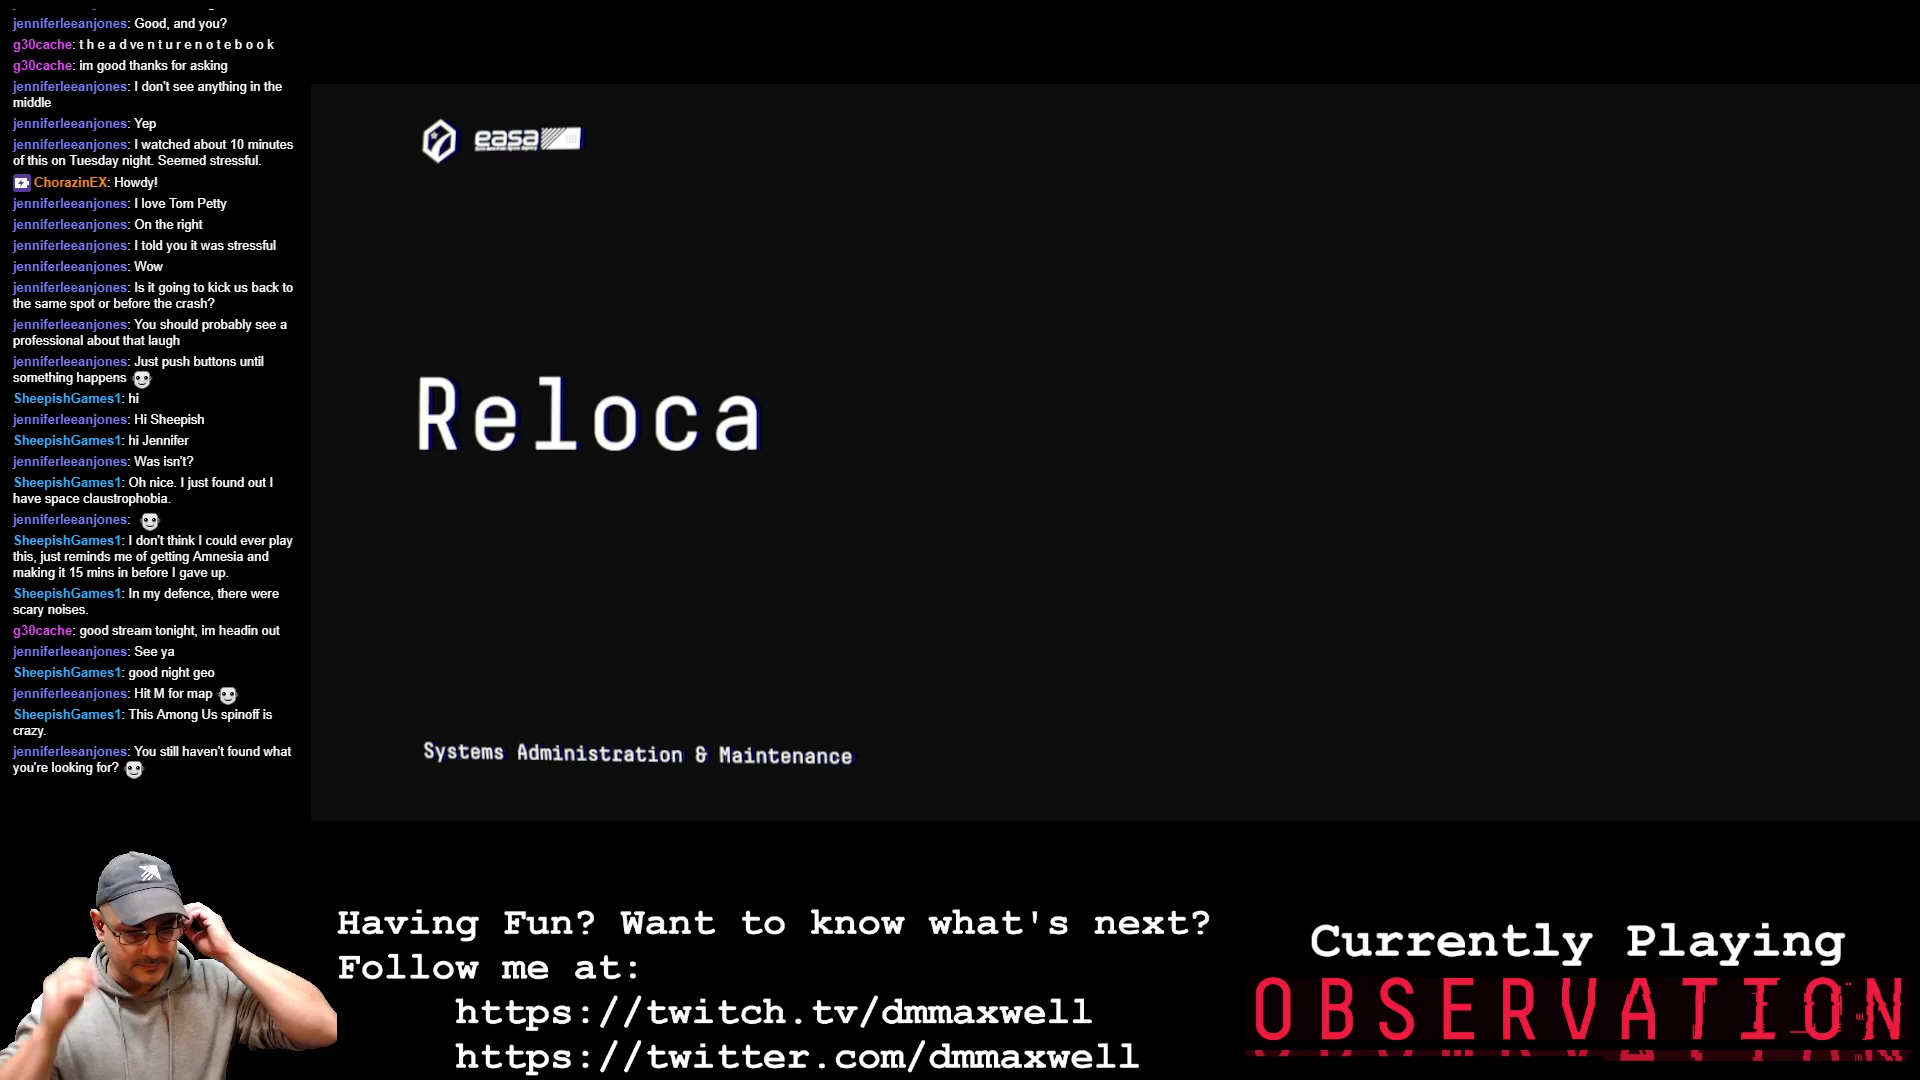 jenniferleeanjones: Good, and you?
g30cache: t h e a d v e n t u r e n o t e b o o k
g30cache: im good thanks for asking
jenniferleeanjones: I don't see anything in the
middle
jenniferleeanjones: Yep
jenniferleeanjones: I watched about 10 minutes
of this on Tuesday night. Seemed stressful.
ChorazinEX: Howdy!
jenniferleeanjones: I love Tom Petty
jenniferleeanjones: On the right
jenniferleeanjones: I told you it was stressful
jenniferleeanjones: Wow
jenniferleeanjones: Is it going to kick us back to
the same spot or before the crash?
jenniferleeanjones: You should probably see a
professional about that laugh
jenniferleeanjones: Just push buttons until
something happens
SheepishGames1: hi
jenniferleeanjones: Hi Sheepish
SheepishGames1: hi Jennifer
jenniferleeanjones: Was isn't?
SheepishGames1: Oh nice. I just found out I
have space claustrophobia.
jenniferleeanjones:
SheepishGames1: I don't think I could ever play
this, just reminds me of getting Amnesia and
making it 15 mins in before I gave up.
SheepishGames1: In my defence, there were
scary noises.
g30cache: good stream tonight, im headin out
jenniferleeanjones: See ya
SheepishGames1: good night geo
jenniferleeanjones: Hit M for map
SheepishGames1: This Among Us spinoff is
crazy.
jenniferleeanjones: You still haven't found what
you're looking for?
easa
Reloca
Systems Administration & Maintenance
Having Fun? Want to know what's next?
Follow me at:
https://twitch.tv/dmmaxwell
https://twitter.com/dmmaxwell
Currently Playing
OBSERVATION